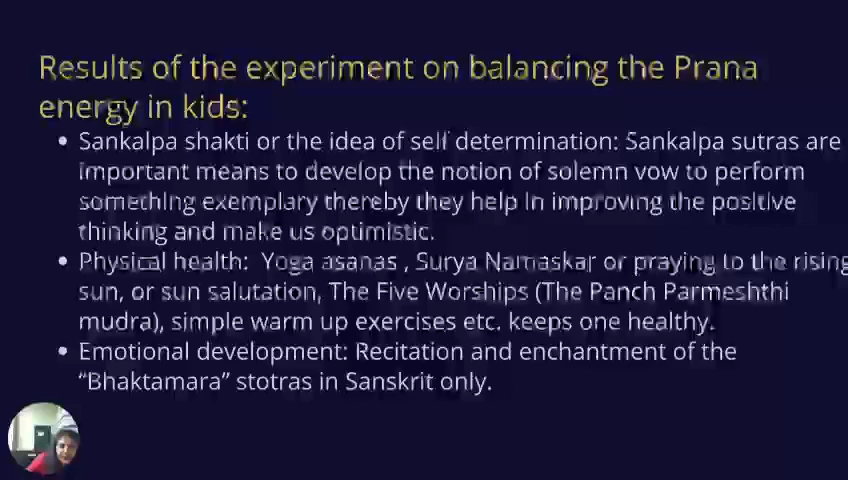 Results of the experiment on balancing the Prana
energy in kids:
• Sankalpa shakti or the idea of self determination: Sankalpa sutras are
important means to develop the notion of solemn vow to perform
something exemplary thereby they help in improving the positive
thinking and make us optimistic.
• Physical health: Yoga asanas , Surya Namaskar or praying to the rising
sun, or sun salutation, The Five Worships (The Panch Parmeshthi
mudra), simple warm up exercises etc. keeps one healthy.
• Emotional development: Recitation and enchantment of the
“Bhaktamara” stotras in Sanskrit only.